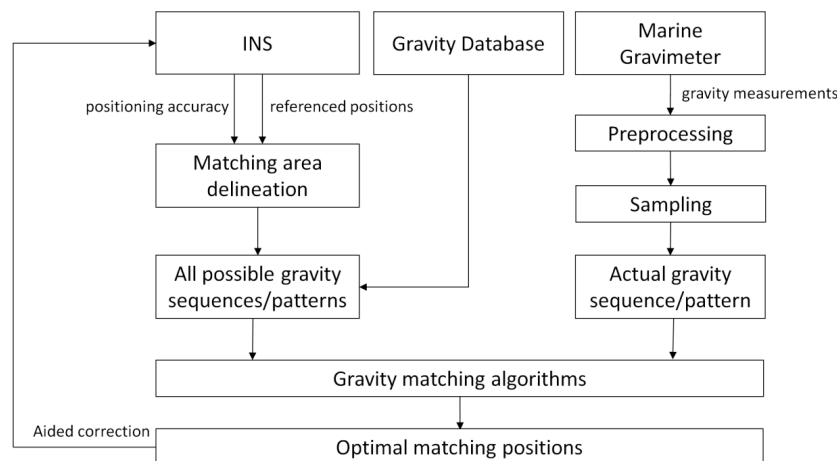 INS
Gravity Database
Marine
Gravimeter
positioning accuracy
referenced positions
gravity measurements
Preprocessing
Matching area
delineation
Sampling
All possible gravity
sequences/patterns
Actual gravity
sequence/pattern
Gravity matching algorithms
Aided correction
Optimal matching positions